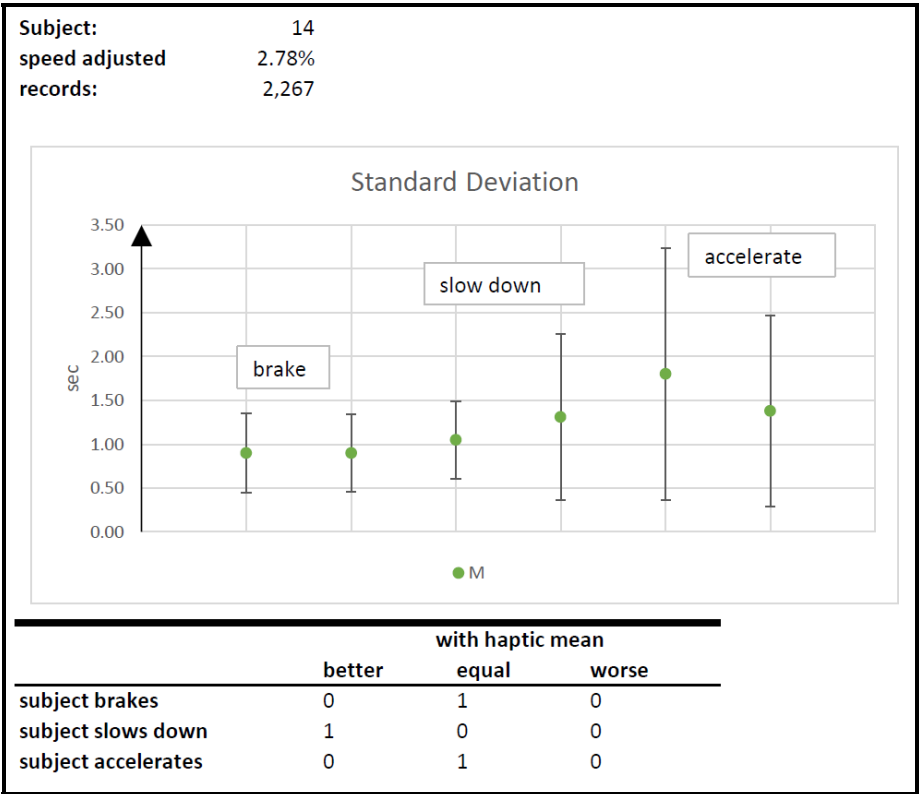 Subject: 14
speed adjusted 2.78%
records: 2,267
Standard Deviation
3.50
accelerate
3.00
slow down
2.50
2.00
brake
sec
1.50
1.00
0.50
0.00
M
with haptic mean
better equal worse
subject brakes 0 1 0
subject slows down 1 0 0
subject accelerates 0 1 0